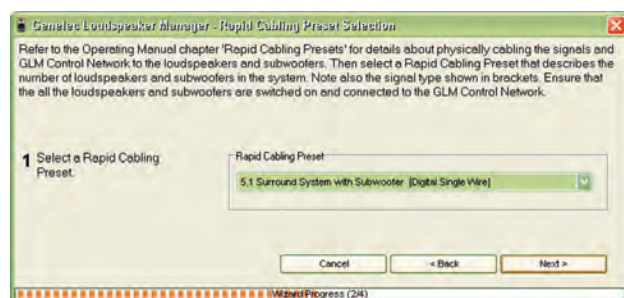 Genelec Loudspeaker Manager - Rapid Cabling Preset Selection
Refer to the Operating Manual chapter 'Rapid Cabling Presets' for details about physically cabling the signals and
GLM Control Network to the loudspeakers and subwoofers. Then select a Rapid Cabling Preset that describes the
number of loudspeakers and subwoofers in the system. Note also the signal type shown in brackets. Ensure that
the all the loudspeakers and subwoofers are switched on and connected to the GLM Control Network.
1 Select a Rapid Cabling
Preset.
Rapid Cabling Preset
5.1 Surround System with Subwoofer [Digital Single Wire]
Cancel
< Back
Next >
Wizard Progress (2/4)